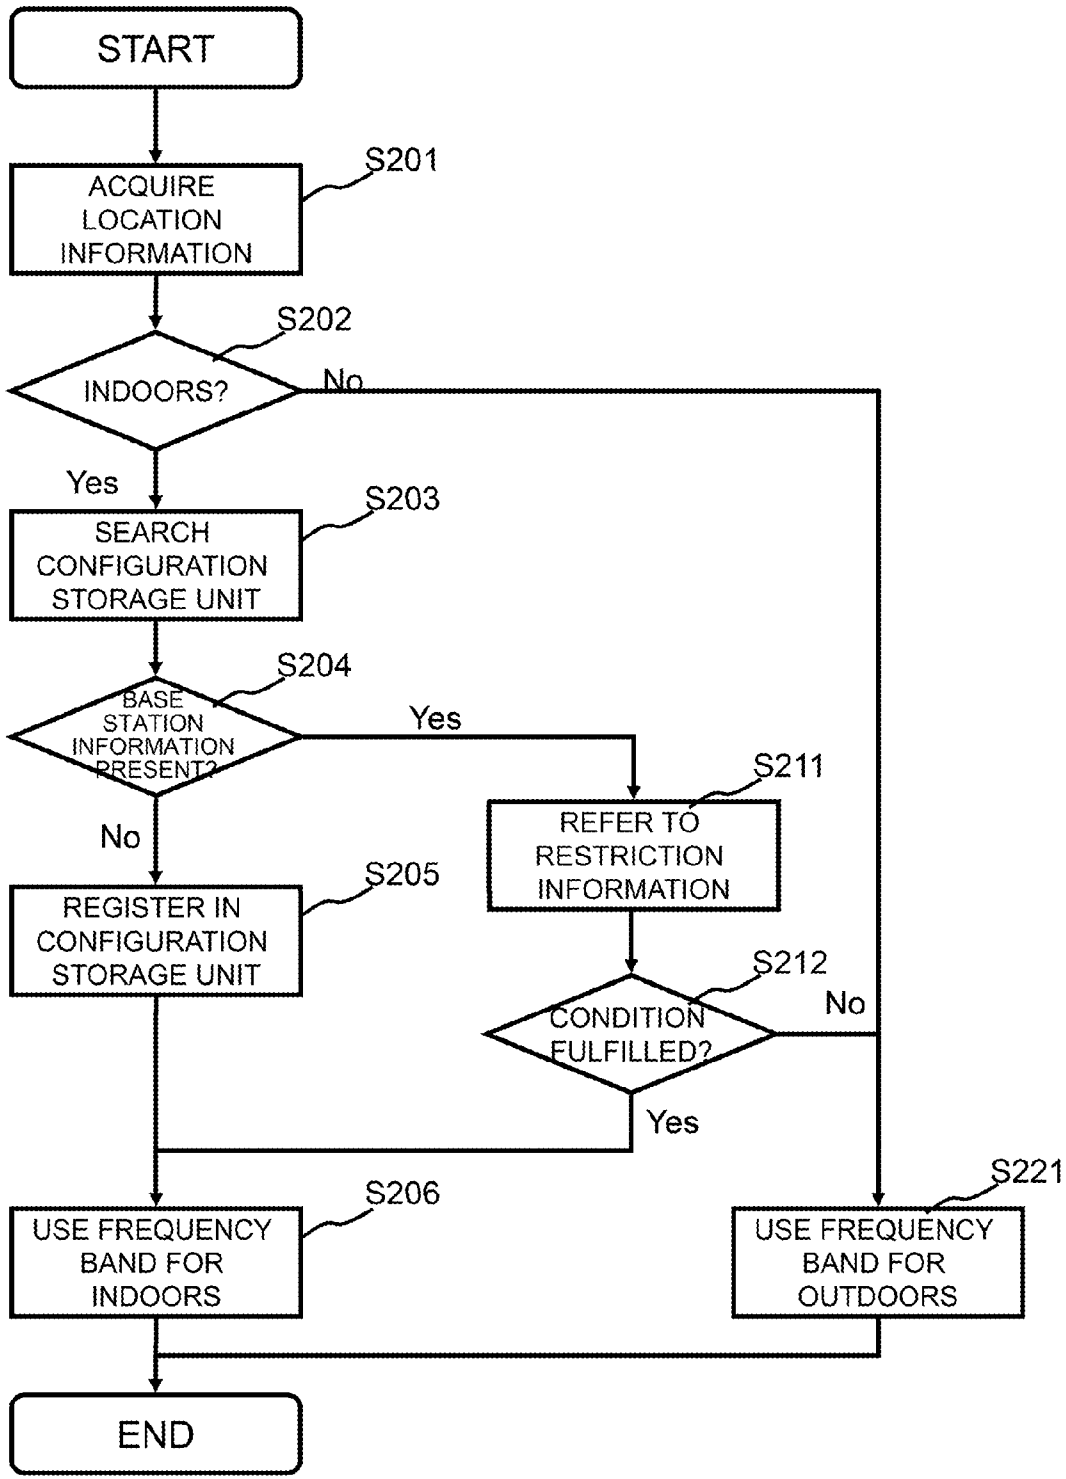 START
S201
ACQUIRE
LOCATION
INFORMATION
S202
INDOORS?
No
Yes
S203
SEARCH
CONFIGURATION
STORAGE UNIT
S204
BASE
STATION
INFORMATION
PRESENT?
Yes
No
S211
REFER TO
RESTRICTION
INFORMATION
S205
REGISTER IN
CONFIGURATION
STORAGE UNIT
S212
CONDITION
FULFILLED?
No
Yes
S206
USE FREQUENCY
BAND FOR
INDOORS
S221
USE FREQUENCY
BAND FOR
OUTDOORS
END